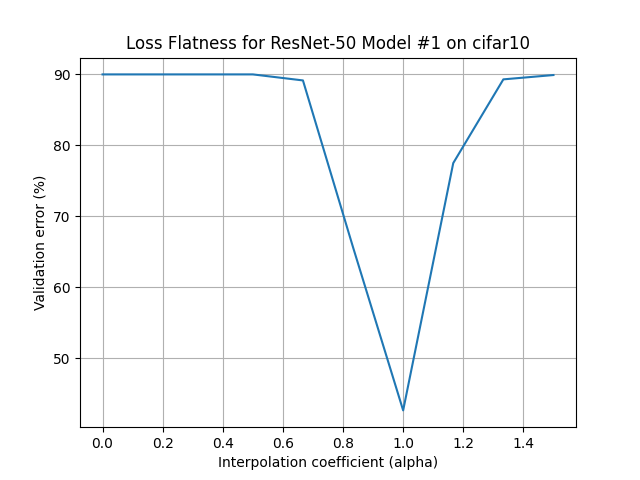 Loss Flatness for ResNet-50 Model #1 on cifar10
90
80
70
60
50
Validation error (%)
0.0 0.2 0.4 0.6 0.8 1.0 1.2 1.4
Interpolation coefficient (alpha)